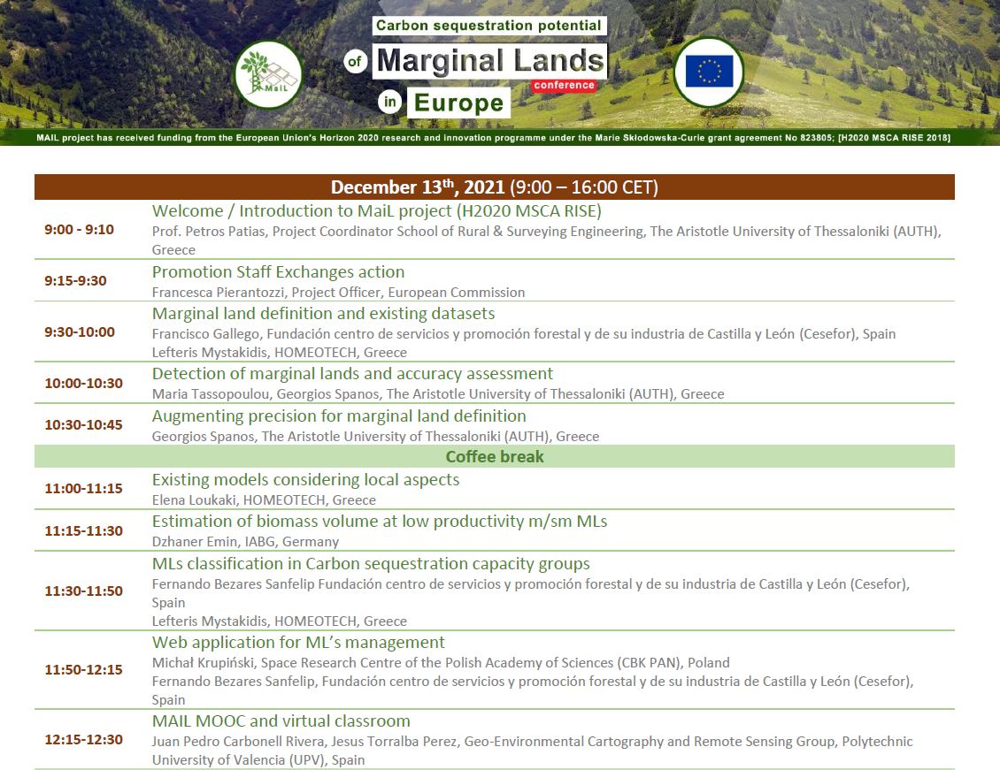 Carbon sequestration potential
of Marginal Lands
conference
in Europe
MaiL
MAIL project has received funding from the European Union's Horizon 2020 research and innovation programme under the Marie Skłodowska-Curie grant agreement No 823805; [H2020 MSCA RISE 2018]
December 13th, 2021 (9:00 – 16:00 CET)
9:00 - 9:10
Welcome / Introduction to MaiL project (H2020 MSCA RISE)
Prof. Petros Patias, Project Coordinator School of Rural & Surveying Engineering, The Aristotle University of Thessaloniki (AUTH),
Greece
9:15-9:30
Promotion Staff Exchanges action
Francesca Pierantozzi, Project Officer, European Commission
9:30-10:00
Marginal land definition and existing datasets
Francisco Gallego, Fundación centro de servicios y promoción forestal y de su industria de Castilla y León (Cesefor), Spain
Lefteris Mystakidis, HOMEOTECH, Greece
10:00-10:30
Detection of marginal lands and accuracy assessment
Maria Tassopoulou, Georgios Spanos, The Aristotle University of Thessaloniki (AUTH), Greece
10:30-10:45
Augmenting precision for marginal land definition
Georgios Spanos, The Aristotle University of Thessaloniki (AUTH), Greece
Coffee break
11:00-11:15
Existing models considering local aspects
Elena Loukaki, HOMEOTECH, Greece
11:15-11:30
Estimation of biomass volume at low productivity m/sm MLs
Dzhaner Emin, IABG, Germany
11:30-11:50
MLs classification in Carbon sequestration capacity groups
Fernando Bezares Sanfelip Fundación centro de servicios y promoción forestal y de su industria de Castilla y León (Cesefor),
Spain
Lefteris Mystakidis, HOMEOTECH, Greece
11:50-12:15
Web application for ML's management
Michał Krupiński, Space Research Centre of the Polish Academy of Sciences (CBK PAN), Poland
Fernando Bezares Sanfelip, Fundación centro de servicios y promoción forestal y de su industria de Castilla y León (Cesefor),
Spain
12:15-12:30
MAIL MOOC and virtual classroom
Juan Pedro Carbonell Rivera, Jesus Torralba Perez, Geo-Environmental Cartography and Remote Sensing Group, Polytechnic
University of Valencia (UPV), Spain